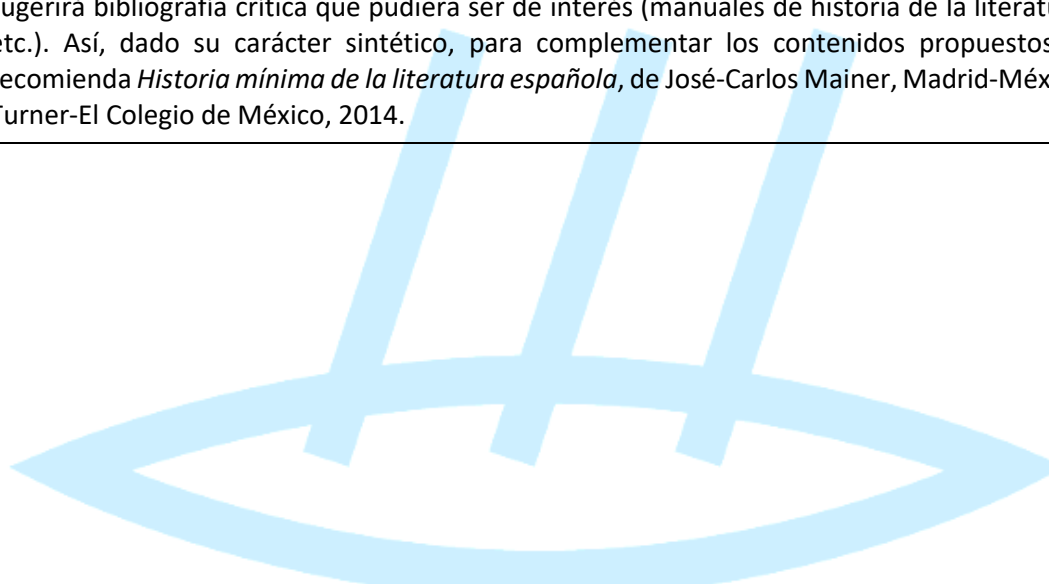 sugerirá bibliografía crítica que pudiera ser de interés (manuales de historia de la literatu
etc.). Así, dado su carácter sintético, para complementar los contenidos propuestos
recomienda Historia mínima de la literatura española, de José-Carlos Mainer, Madrid-Méx
Turner-El Colegio de México, 2014.